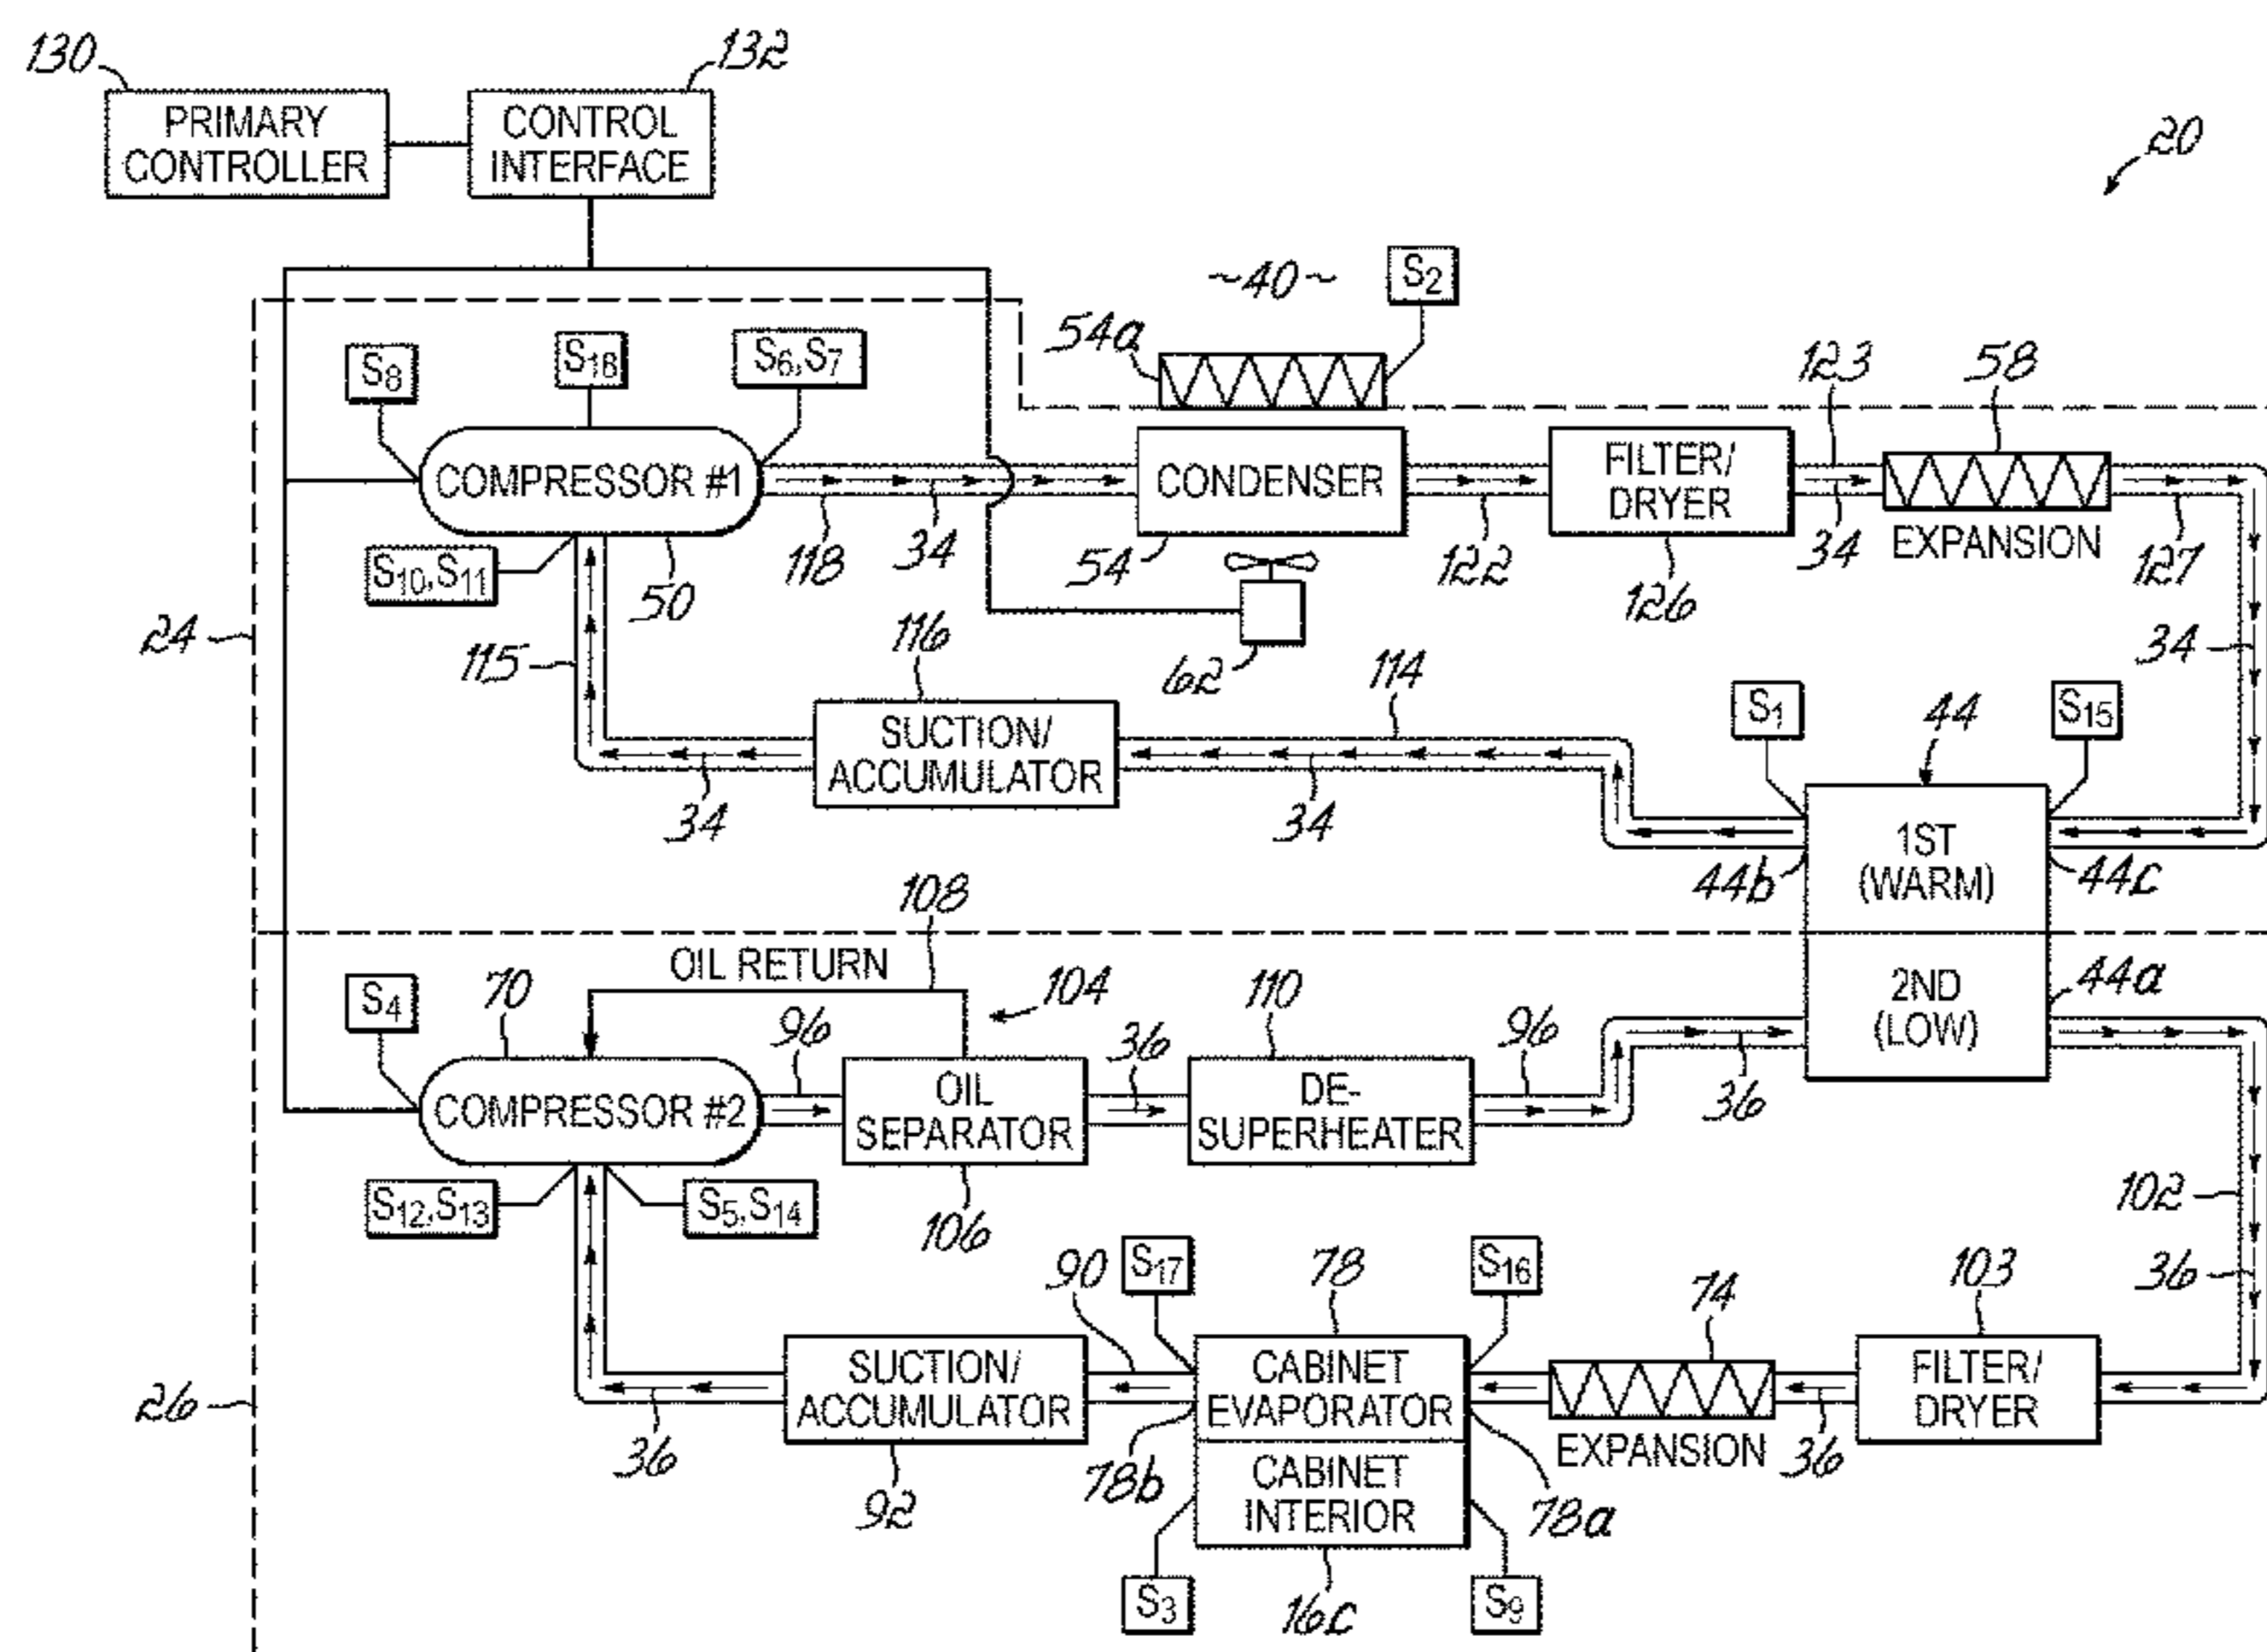 130
132
PRIMARY
CONTROLLER
CONTROL
INTERFACE
20
~40~
S2
54a
S8
S18
S6,S7
123
58
COMPRESSOR #1
CONDENSER
FILTER/
DRYER
EXPANSION
S10,S11
50
118
34
54
122
126
34
127
24
115
116
62
114
34
S1
44
S15
SUCTION/
ACCUMULATOR
34
34
1ST
(WARM)
44b
44c
108
OIL RETURN
S4
70
96
104
36
110
96
36
2ND
(LOW)
44a
COMPRESSOR #2
OIL
SEPARATOR
DE-
SUPERHEATER
S12,S13
S5,S14
106
102
36
26
90
S17
78
S16
74
103
SUCTION/
ACCUMULATOR
CABINET
EVAPORATOR
EXPANSION
36
FILTER/
DRYER
36
92
78b
CABINET
INTERIOR
78a
S3
16c
S9